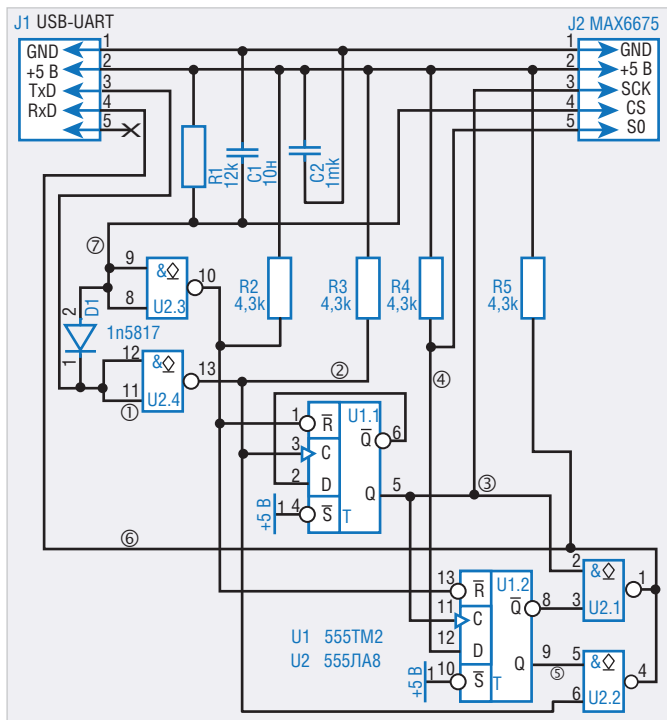 J1 USB-UART
J2 MAX6675
GND 1
+5 В 2
TxD 3
RxD 4
5
1 GND
2 +5 В
3 SCK
4 CS
5 S0
R1
12k
C1
10н
C2
1mk
⑦
9
8
&
U2.3
10
R2
4,3k
R3
4,3k
R4
4,3k
R5
4,3k
2
D1
1
1n5817
12
11
&
U2.4
13
①
②
④
1
3
2
4
R
C
D
S
U1.1
Q
Q
T
6
5
+5 В
1
③
⑥
13
11
12
10
R
C
D
S
U1.2
Q
Q
T
8
9
+5 В
1
⑤
2
3
&
U2.1
1
5
6
&
U2.2
4
U1 555ТМ2
U2 555ЛА8